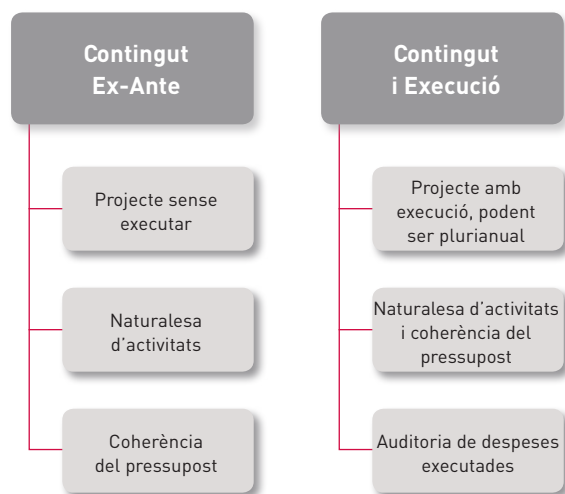 Contingut
Ex-Ante
Projecte sense
executar
Naturalesa
d'activitats
Coherència
del pressupost
Contingut
i Execució
Projecte amb
execució, podent
ser plurianual
Naturalesa d'activitats
i coherència del
pressupost
Auditoria de despeses
executades